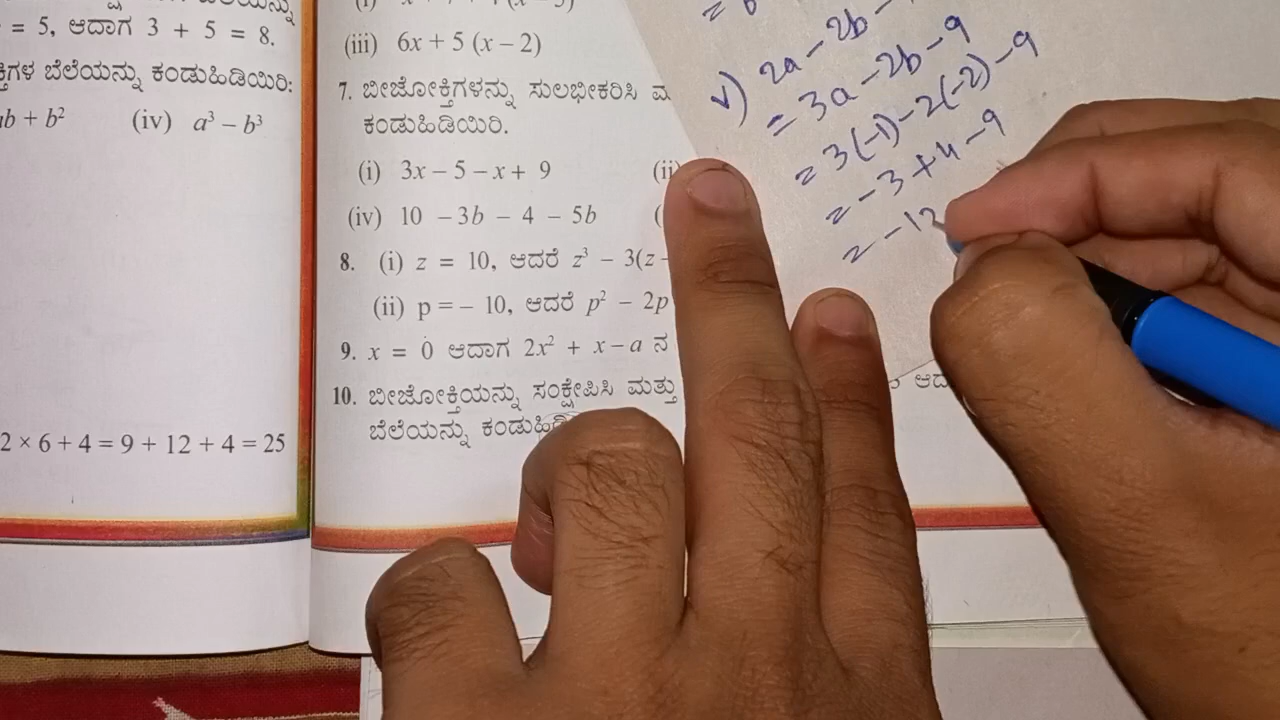 = 5, ಆದಾಗ 3 + 5 = 8.
ಬೆಲೆಯನ್ನು ಕಂಡುಹಿಡಿಯಿರಿ:
b + b² (iv) a³ – b³
2 × 6 + 4 = 9 + 12 + 4 = 25
(iii) 6x + 5 (x – 2)
7. ಬೀಜೋಕ್ತಿಗಳನ್ನು ಸುಲಭೀಕರಿಸಿ
ಕಂಡುಹಿಡಿಯಿರಿ.
(i) 3x – 5 – x + 9 (ii)
(iv) 10 – 3b – 4 – 5b (
8. (i) z = 10, ಆದರೆ z³ – 3(z –
(ii) p = – 10, ಆದರೆ p² – 2p
9. x = 0 ಆದಾಗ 2x² + x – a ನ
10. ಬೀಜೋಕ್ತಿಯನ್ನು ಸಂಕ್ಷೇಪಿಸಿ ಮತ್ತು
ಬೆಲೆಯನ್ನು
v) 2a – 2b –
= 3a – 2b – 9
= 3(-1) – 2(-2) – 9
= – 3 + 4 – 9
= – 12